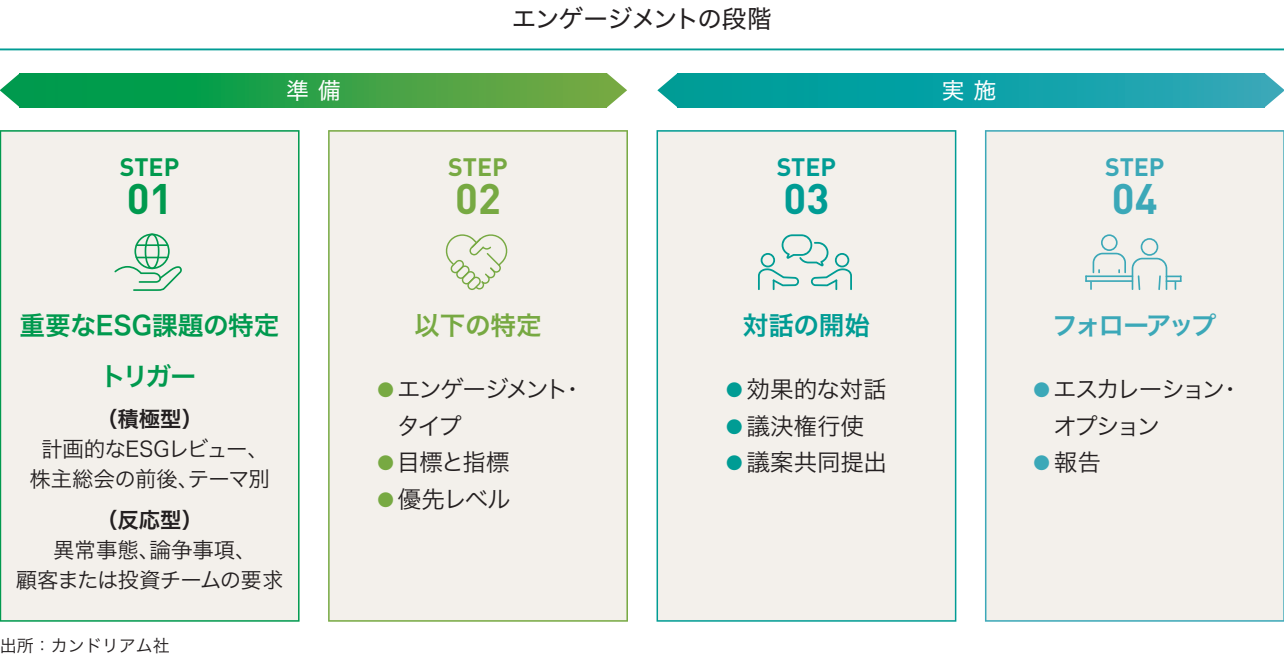 エンゲージメントの段階
準備
実施
STEP
01
重要なESG課題の特定
トリガー
（積極型）
計画的なESGレビュー、
株主総会の前後、テーマ別
（反応型）
異常事態、論争事項、
顧客または投資チームの要求
STEP
02
以下の特定
●エンゲージメント・
タイプ
●目標と指標
●優先レベル
STEP
03
対話の開始
●効果的な対話
●議決権行使
●議案共同提出
STEP
04
フォローアップ
●エスカレーション・
オプション
●報告
出所：カンドリアム社